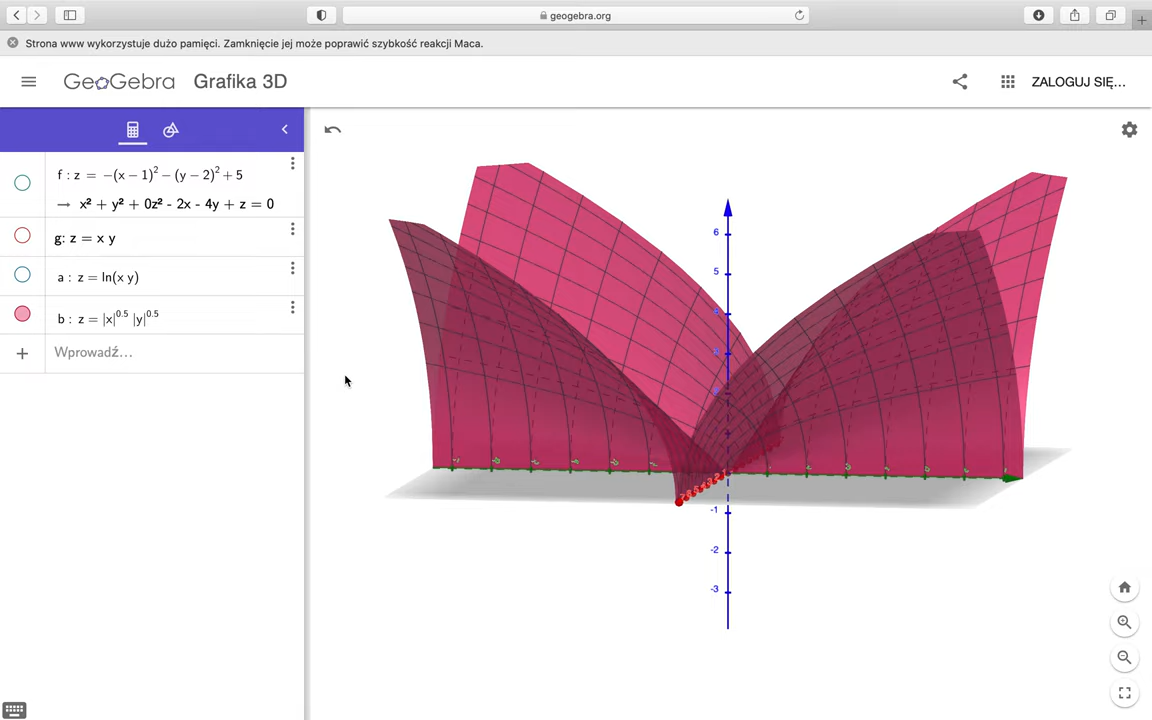 geogebra.org
Strona www wykorzystuje dużo pamięci. Zamknięcie jej może poprawić szybkość reakcji Maca.
GeoGebra Grafika 3D
ZALOGUJ SIĘ...
f : z = −(x − 1)² − (y − 2)² + 5
→ x² + y² + 0z² - 2x - 4y + z = 0
g: z = x y
a : z = ln(x y)
b : z = |x|^0.5 |y|^0.5
Wprowadź...
6
5
-1
-2
-3